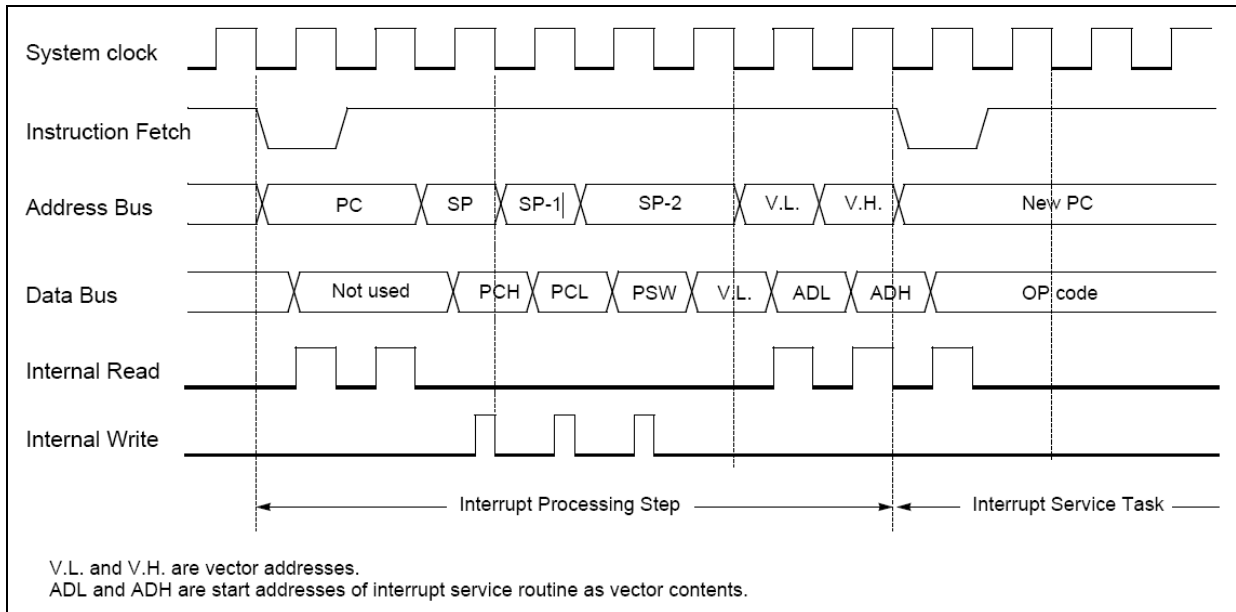 System clock
Instruction Fetch
Address Bus PC SP SP-1 SP-2 V.L. V.H. New PC
Data Bus Not used PCH PCL PSW V.L. ADL ADH OP code
Internal Read
Internal Write
Interrupt Processing Step Interrupt Service Task
V.L. and V.H. are vector addresses.
ADL and ADH are start addresses of interrupt service routine as vector contents.